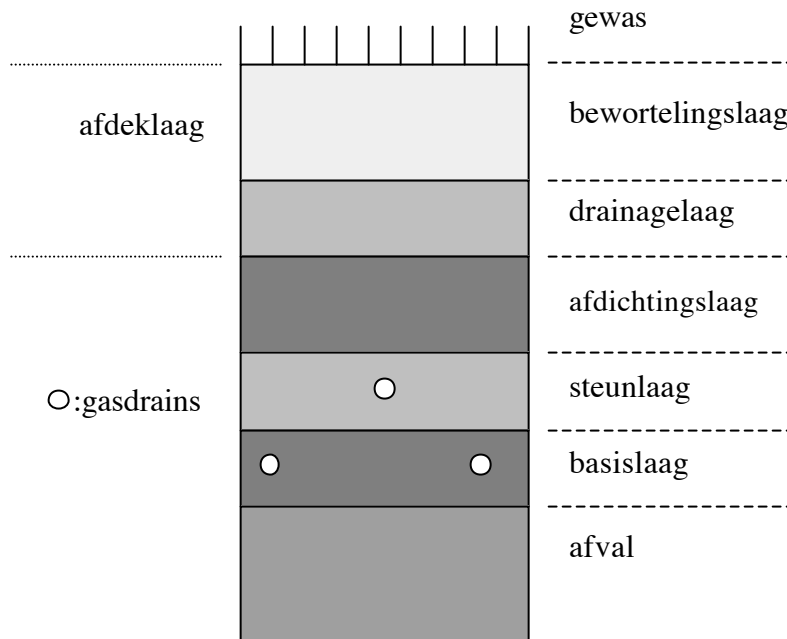 gewas
afdeklaag
bewortelingslaag
drainagelaag
afdichtingslaag
:gasdrains
steunlaag
basislaag
afval